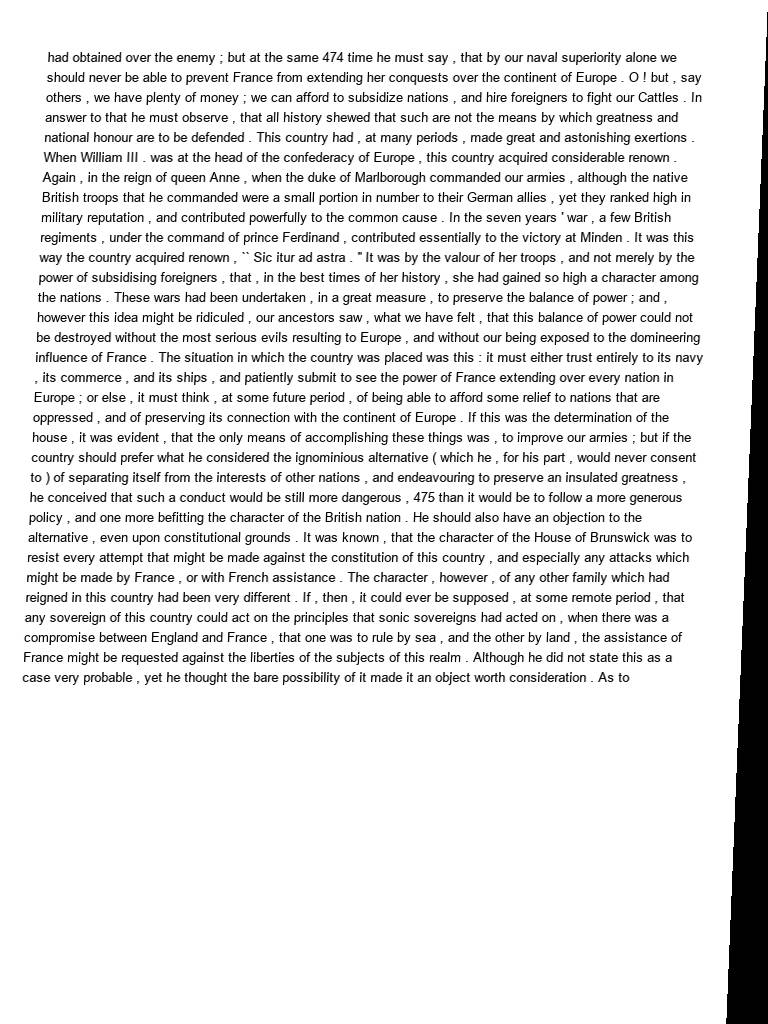 had obtained over the enemy ; but at the same 474 time he must say , that by our naval superiority alone we
should never be able to prevent France from extending her conquests over the continent of Europe . O ! but , say
others , we have plenty of money ; we can afford to subsidize nations , and hire foreigners to fight our Cattles . In
answer to that he must observe , that all history shewed that such are not the means by which greatness and
national honour are to be defended . This country had , at many periods , made great and astonishing exertions .
When William III . was at the head of the confederacy of Europe , this country acquired considerable renown .
Again , in the reign of queen Anne , when the duke of Marlborough commanded our armies , although the native
British troops that he commanded were a small portion in number to their German allies , yet they ranked high in
military reputation , and contributed powerfully to the common cause . In the seven years ' war , a few British
regiments , under the command of prince Ferdinand , contributed essentially to the victory at Minden . It was this
way the country acquired renown , `` Sic itur ad astra . " It was by the valour of her troops , and not merely by the
power of subsidising foreigners , that , in the best times of her history , she had gained so high a character among
the nations . These wars had been undertaken , in a great measure , to preserve the balance of power ; and ,
however this idea might be ridiculed , our ancestors saw , what we have felt , that this balance of power could not
be destroyed without the most serious evils resulting to Europe , and without our being exposed to the domineering
influence of France . The situation in which the country was placed was this : it must either trust entirely to its navy
, its commerce , and its ships , and patiently submit to see the power of France extending over every nation in
Europe ; or else , it must think , at some future period , of being able to afford some relief to nations that are
oppressed , and of preserving its connection with the continent of Europe . If this was the determination of the
house , it was evident , that the only means of accomplishing these things was , to improve our armies ; but if the
country should prefer what he considered the ignominious alternative ( which he , for his part , would never consent
to ) of separating itself from the interests of other nations , and endeavouring to preserve an insulated greatness ,
he conceived that such a conduct would be still more dangerous , 475 than it would be to follow a more generous
policy , and one more befitting the character of the British nation . He should also have an objection to the
alternative , even upon constitutional grounds . It was known , that the character of the House of Brunswick was to
resist every attempt that might be made against the constitution of this country , and especially any attacks which
might be made by France , or with French assistance . The character , however , of any other family which had
reigned in this country had been very different . If , then , it could ever be supposed , at some remote period , that
any sovereign of this country could act on the principles that sonic sovereigns had acted on , when there was a
compromise between England and France , that one was to rule by sea , and the other by land , the assistance of
France might be requested against the liberties of the subjects of this realm . Although he did not state this as a
case very probable , yet he thought the bare possibility of it made it an object worth consideration . As to